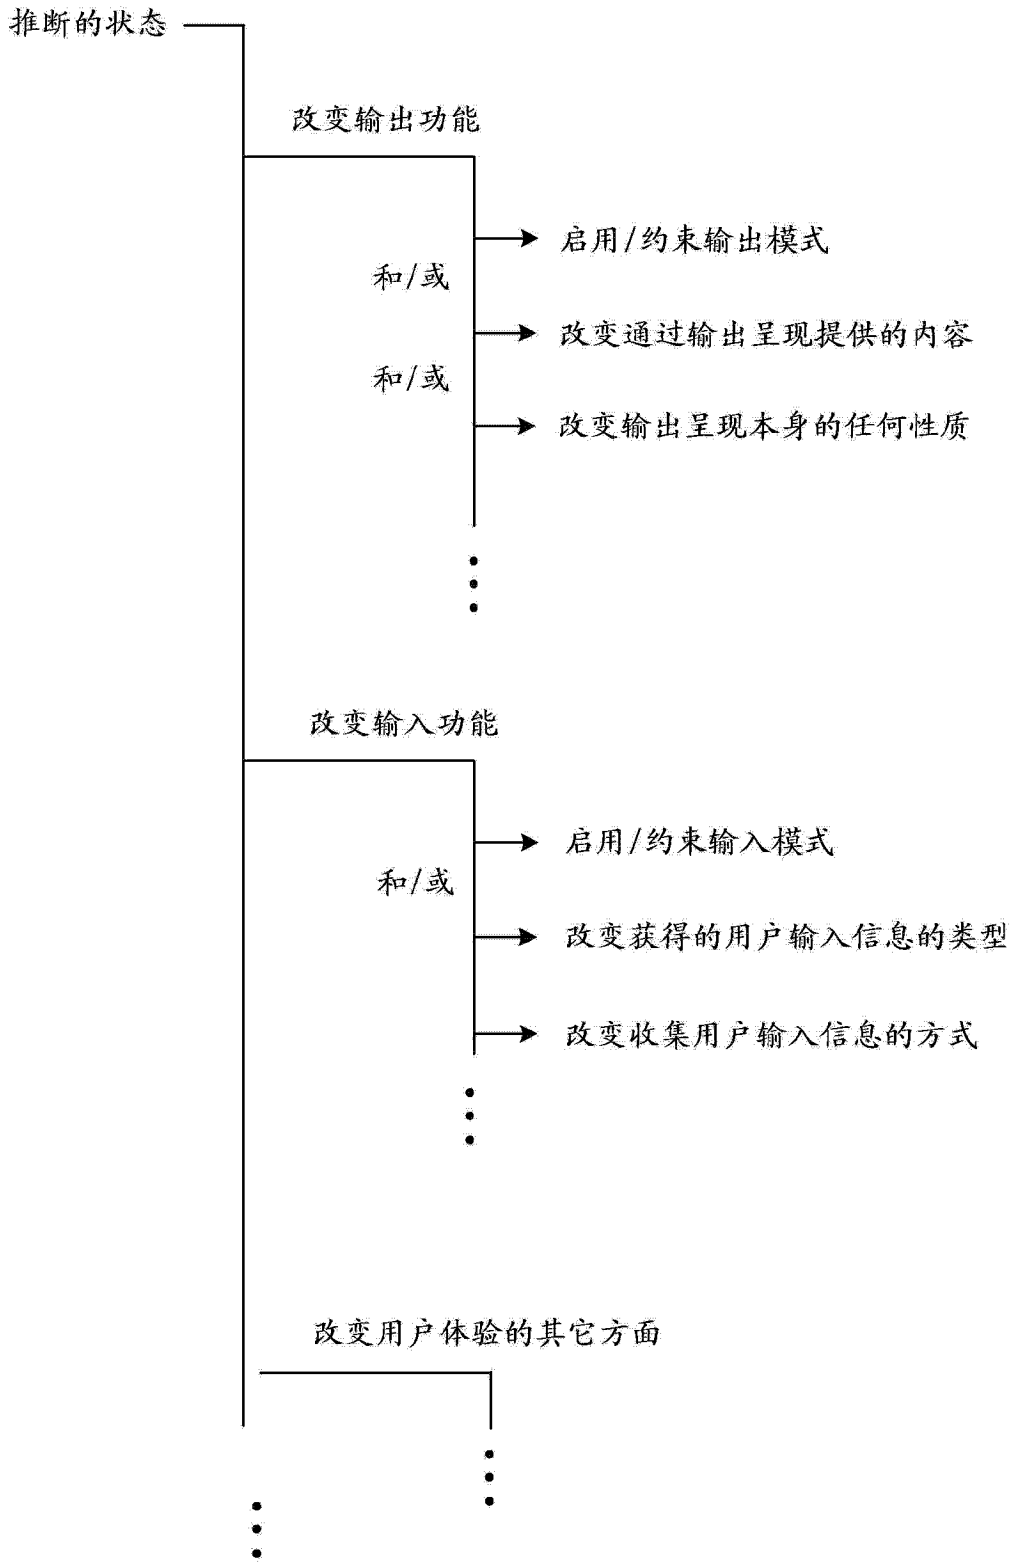 推断的状态
改变输出功能
启用/约束输出模式
和/或
改变通过输出呈现提供的内容
和/或
改变输出呈现本身的任何性质
改变输入功能
启用/约束输入模式
和/或
改变获得的用户输入信息的类型
改变收集用户输入信息的方式
改变用户体验的其它方面